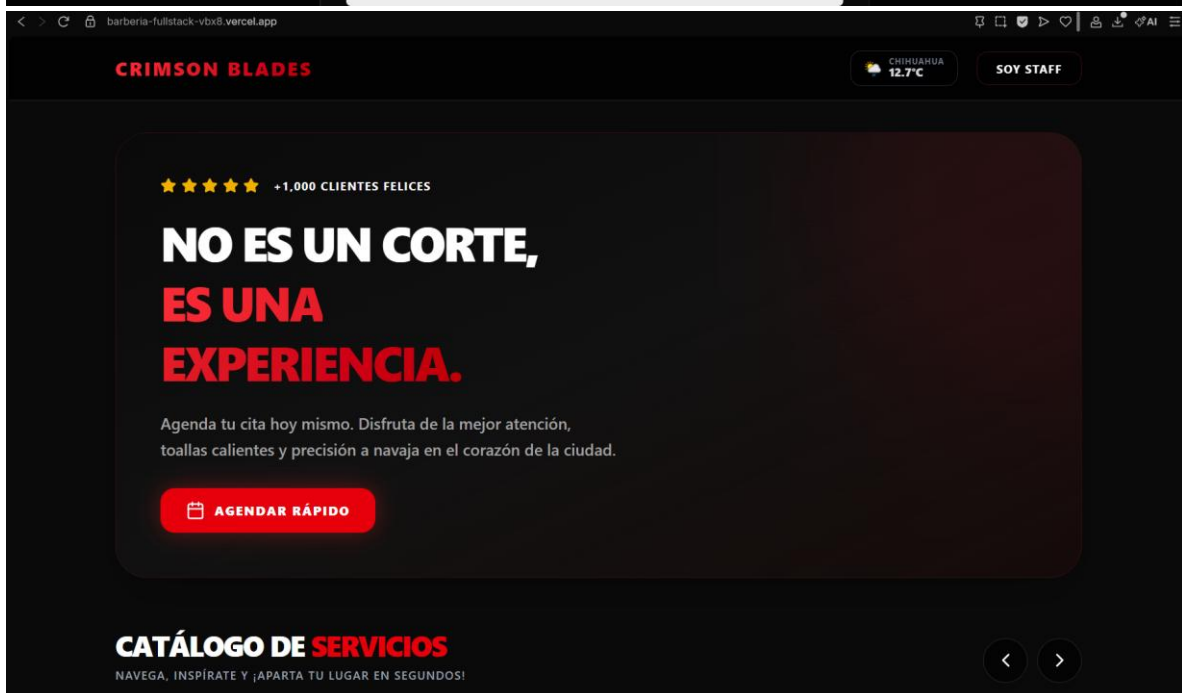 barberia-fullstack-vbx8.vercel.app
AI
CRIMSON BLADES
CHIHUAHUA
12.7°C
SOY STAFF
+1,000 CLIENTES FELICES
NO ES UN CORTE,
ES UNA
EXPERIENCIA.
Agenda tu cita hoy mismo. Disfruta de la mejor atención,
toallas calientes y precisión a navaja en el corazón de la ciudad.
AGENDAR RÁPIDO
CATÁLOGO DE SERVICIOS
NAVEGA, INSPÍRATE Y ¡APARTA TU LUGAR EN SEGUNDOS!